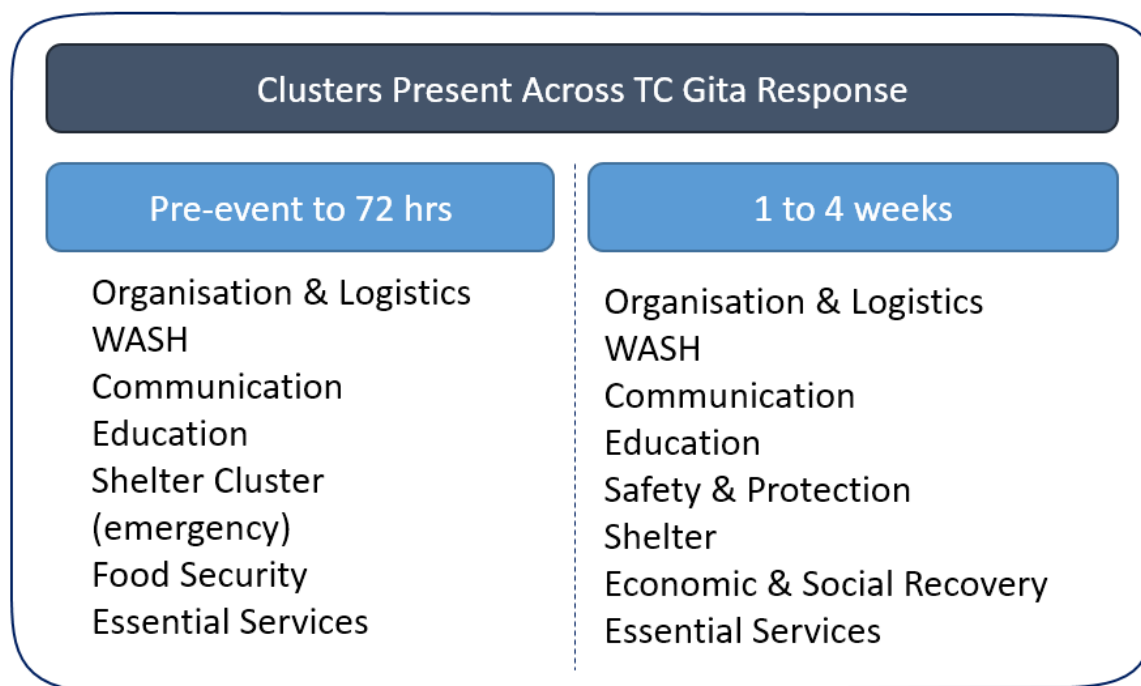 Clusters Present Across TC Gita Response
Pre-event to 72 hrs
Organisation & Logistics
WASH
Communication
Education
Shelter Cluster
(emergency)
Food Security
Essential Services
1 to 4 weeks
Organisation & Logistics
WASH
Communication
Education
Safety & Protection
Shelter
Economic & Social Recovery
Essential Services